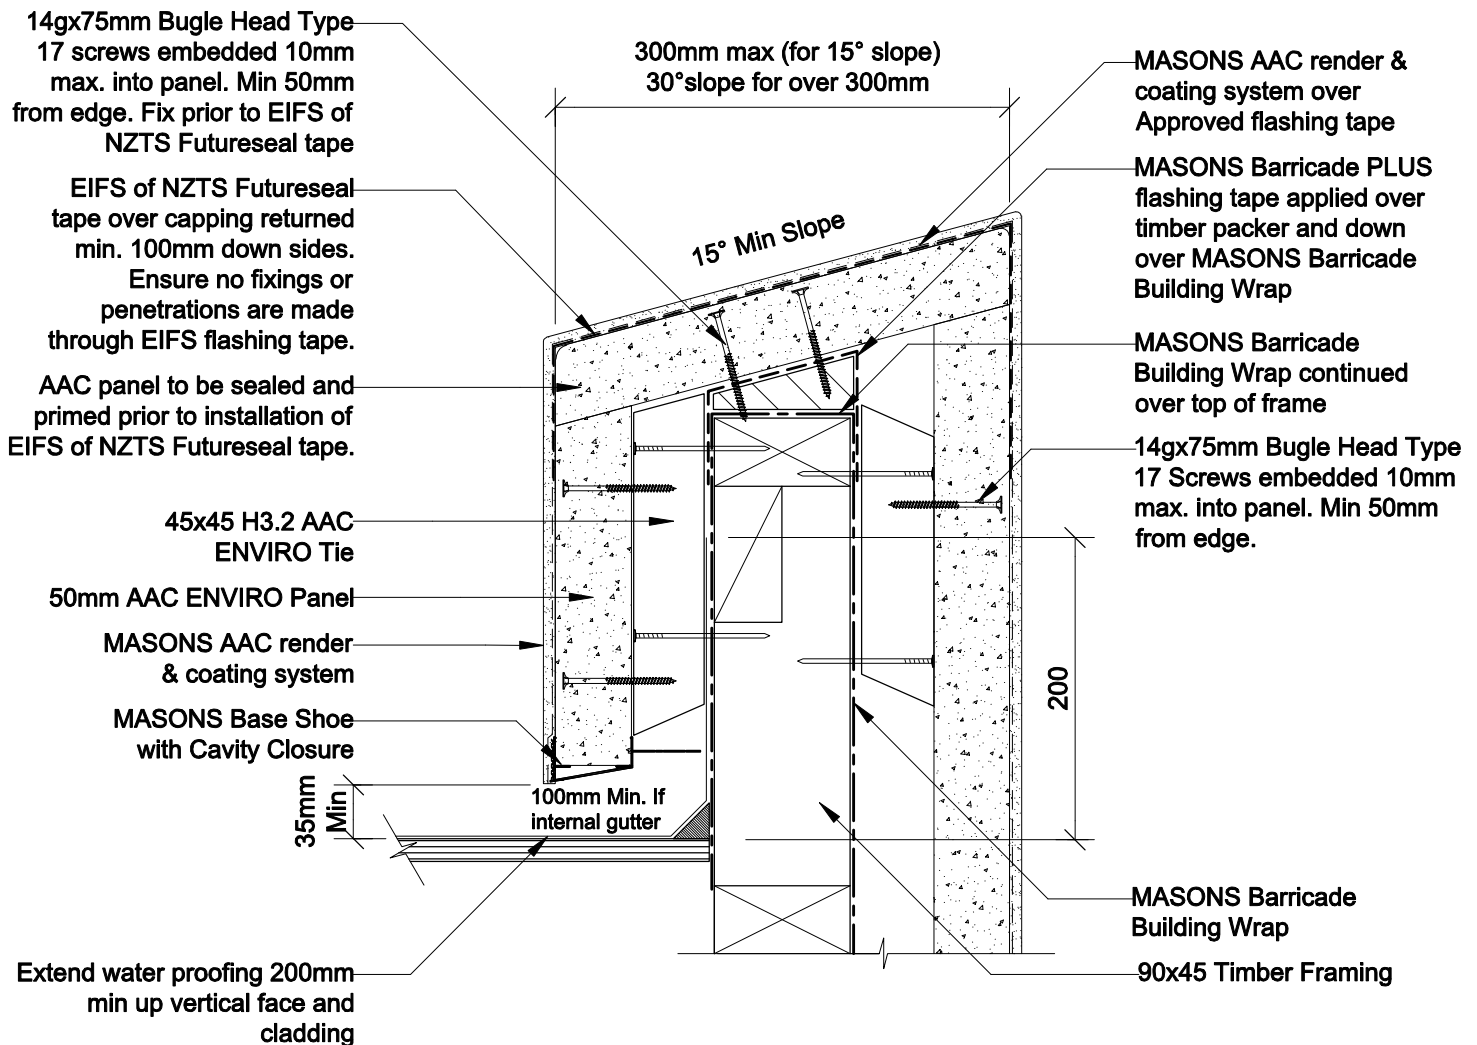 14gx75mm Bugle Head Type
17 screws embedded 10mm
max. into panel. Min 50mm
from edge. Fix prior to EIFS of
NZTS Futureseal tape
EIFS of NZTS Futureseal
tape over capping returned
min. 100mm down sides.
Ensure no fixings or
penetrations are made
through EIFS flashing tape.
AAC panel to be sealed and
primed prior to installation of
EIFS of NZTS Futureseal tape.
45x45 H3.2 AAC
ENVIRO Tie
50mm AAC ENVIRO Panel
MASONS AAC render
& coating system
MASONS Base Shoe
with Cavity Closure
35mm
Min
Extend water proofing 200mm
min up vertical face and
cladding
300mm max (for 15° slope)
30°slope for over 300mm
15° Min Slope
100mm Min. If
internal gutter
200
MASONS AAC render &
coating system over
Approved flashing tape
MASONS Barricade PLUS
flashing tape applied over
timber packer and down
over MASONS Barricade
Building Wrap
MASONS Barricade
Building Wrap continued
over top of frame
14gx75mm Bugle Head Type
17 Screws embedded 10mm
max. into panel. Min 50mm
from edge.
MASONS Barricade
Building Wrap
90x45 Timber Framing